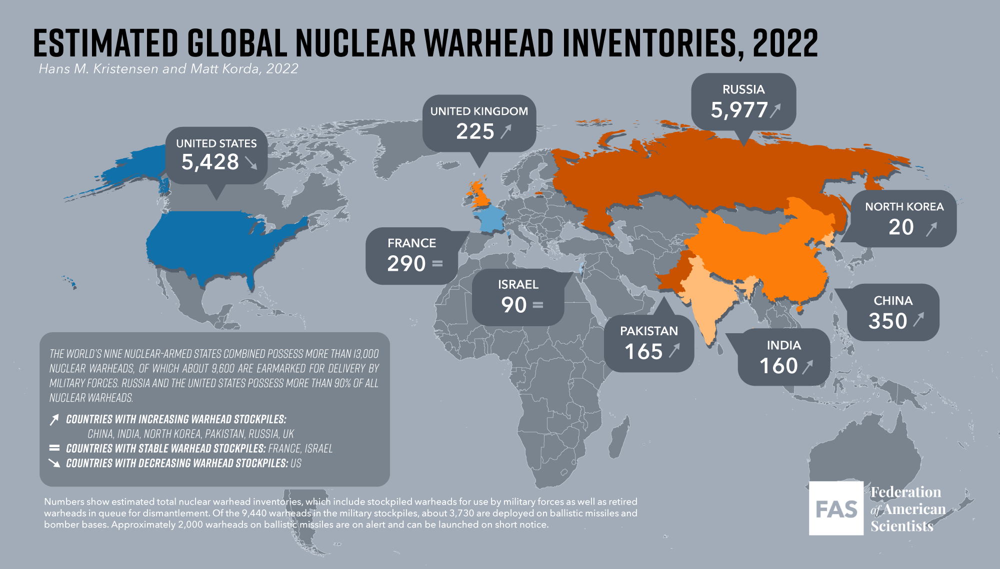 ESTIMATED GLOBAL NUCLEAR WARHEAD INVENTORIES, 2022
Hans M. Kristensen and Matt Korda, 2022
RUSSIA
5,977
UNITED KINGDOM
225
UNITED STATES
5,428
NORTH KOREA
20
FRANCE
290 =
ISRAEL
90 =
CHINA
350
PAKISTAN
165
INDIA
160
THE WORLD'S NINE NUCLEAR-ARMED STATES COMBINED POSSESS MORE THAN 13,000
NUCLEAR WARHEADS, OF WHICH ABOUT 9,600 ARE EARMARKED FOR DELIVERY BY
MILITARY FORCES. RUSSIA AND THE UNITED STATES POSSESS MORE THAN 90% OF ALL
NUCLEAR WARHEADS.
COUNTRIES WITH INCREASING WARHEAD STOCKPILES:
CHINA, INDIA, NORTH KOREA, PAKISTAN, RUSSIA, UK
= COUNTRIES WITH STABLE WARHEAD STOCKPILES: FRANCE, ISRAEL
COUNTRIES WITH DECREASING WARHEAD STOCKPILES: US
Numbers show estimated total nuclear warhead inventories, which include stockpiled warheads for use by military forces as well as retired
warheads in queue for dismantlement. Of the 9,440 warheads in the military stockpiles, about 3,730 are deployed on ballistic missiles and
bomber bases. Approximately 2,000 warheads on ballistic missiles are on alert and can be launched on short notice.
FAS
Federation
of American
Scientists